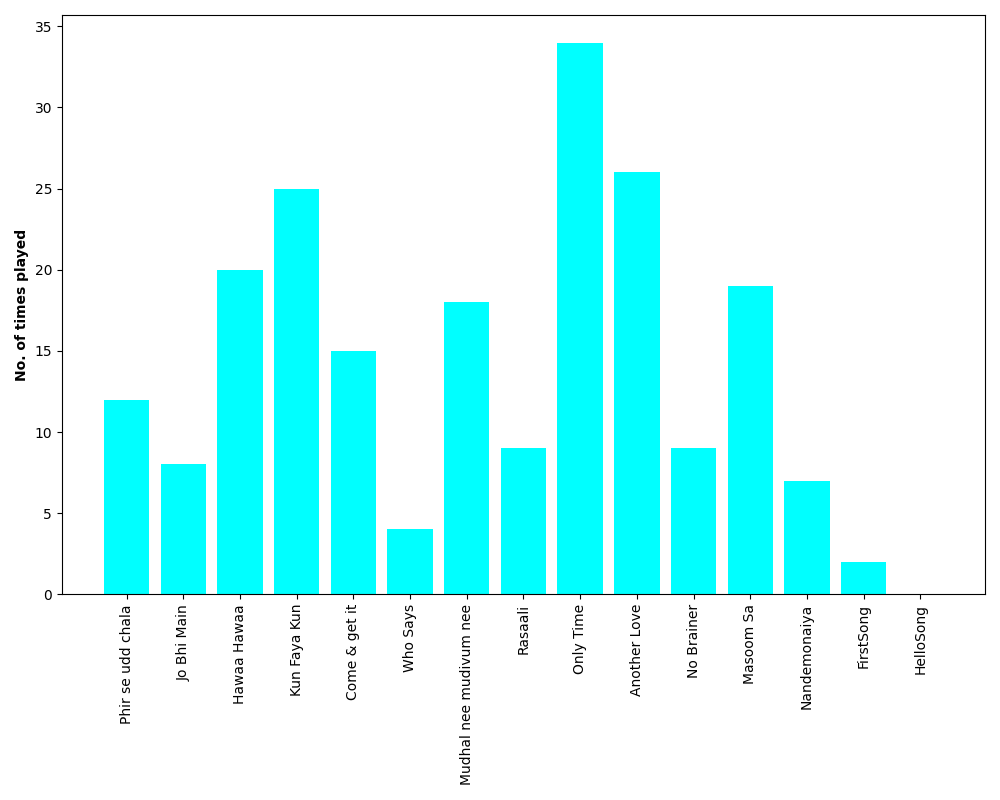 35
30
25
20
15
10
5
0
No. of times played
Phir se udd chala
Jo Bhi Main
Hawaa Hawaa
Kun Faya Kun
Come & get it
Who Says
Mudhal nee mudivum nee
Rasaali
Only Time
Another Love
No Brainer
Masoom Sa
Nandemonaiya
FirstSong
HelloSong